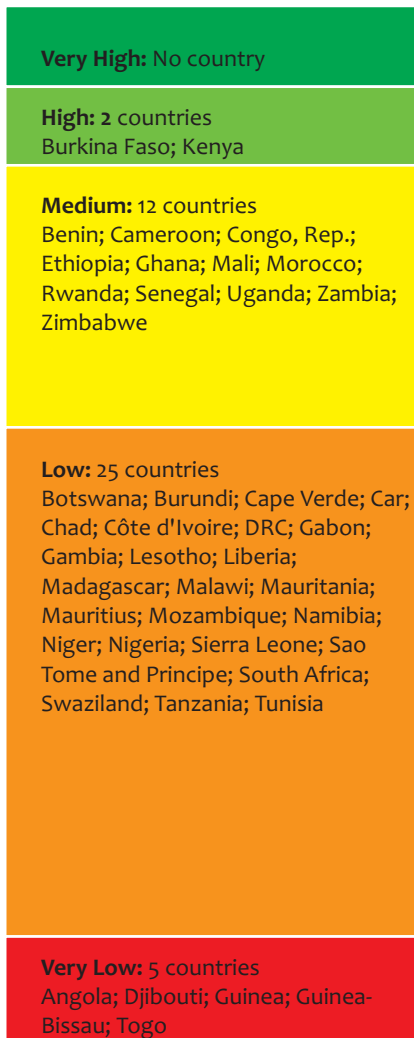 Very High: No country
High: 2 countries
Burkina Faso; Kenya
Medium: 12 countries
Benin; Cameroon; Congo, Rep.;
Ethiopia; Ghana; Mali; Morocco;
Rwanda; Senegal; Uganda; Zambia;
Zimbabwe
Low: 25 countries
Botswana; Burundi; Cape Verde; Car;
Chad; Côte d'Ivoire; DRC; Gabon;
Gambia; Lesotho; Liberia;
Madagascar; Malawi; Mauritania;
Mauritius; Mozambique; Namibia;
Niger; Nigeria; Sierra Leone; Sao
Tome and Principe; South Africa;
Swaziland; Tanzania; Tunisia
Very Low: 5 countries
Angola; Djibouti; Guinea; Guinea-
Bissau; Togo